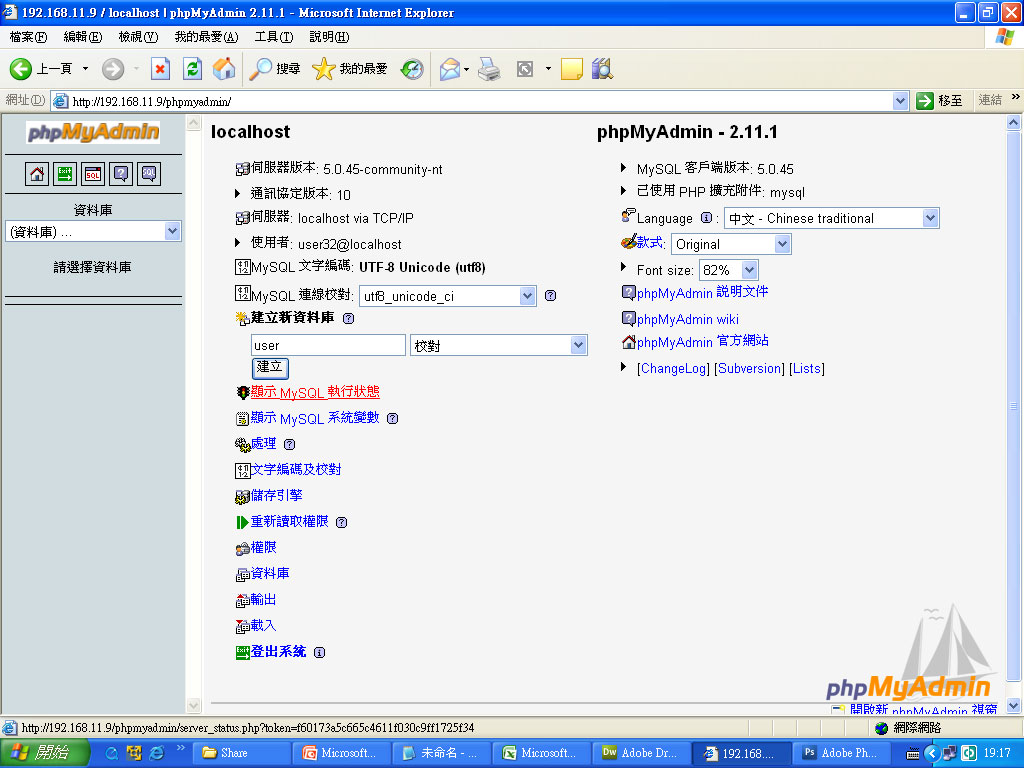 192.168.11.9 / localhost | phpMyAdmin 2.11.1 - Microsoft Internet Explorer
檔案(F) 編輯(E) 檢視(V) 我的最愛(A) 工具(T) 說明(H)
上一頁 搜尋 我的最愛
網址(D) http://192.168.11.9/phpmyadmin/ 移至 連結 »
phpMyAdmin
SQL ? SQL
資料庫
(資料庫) ...
請選擇資料庫
localhost
伺服器版本: 5.0.45-community-nt
通訊協定版本: 10
伺服器: localhost via TCP/IP
使用者: user32@localhost
MySQL 文字編碼: UTF-8 Unicode (utf8)
MySQL 連線校對: utf8_unicode_ci
建立新資料庫
user 校對
建立
顯示 MySQL 執行狀態
顯示 MySQL 系統變數
處理
文字編碼及校對
儲存引擎
重新讀取權限
權限
資料庫
輸出
載入
登出系統
phpMyAdmin - 2.11.1
MySQL 客戶端版本: 5.0.45
已使用 PHP 擴充附件: mysql
Language : 中文 - Chinese traditional
款式: Original
Font size: 82%
phpMyAdmin 說明文件
phpMyAdmin wiki
phpMyAdmin 官方網站
[ChangeLog] [Subversion] [Lists]
phpMyAdmin
開啟新 phpMyAdmin 視窗
http://192.168.11.9/phpmyadmin/server_status.php?token=f60173a5c665c4611f030c9ff1725f34 網際網路
開始 » Share Microsoft... 未命名 - ... Microsoft... Adobe Dr... 192.168.... Adobe Ph... 19:17